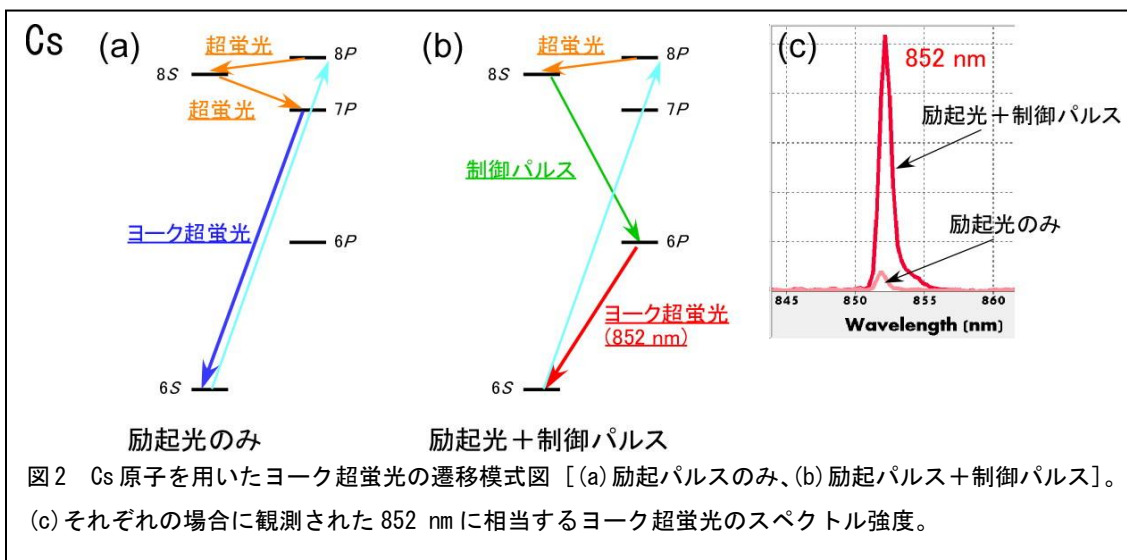 Cs
(a)
(b)
(c)
超蛍光
8P
8S
超蛍光
7P
ヨーク超蛍光
6P
6S
励起光のみ
超蛍光
8P
8S
7P
制御パルス
6P
ヨーク超蛍光
(852 nm)
6S
励起光+制御パルス
852 nm
励起光+制御パルス
励起光のみ
845 850 855 860
Wavelength (nm)
図2 Cs原子を用いたヨーク超蛍光の遷移模式図[(a)励起パルスのみ、(b)励起パルス+制御パルス]。
(c)それぞれの場合に観測された852 nmに相当するヨーク超蛍光のスペクトル強度。